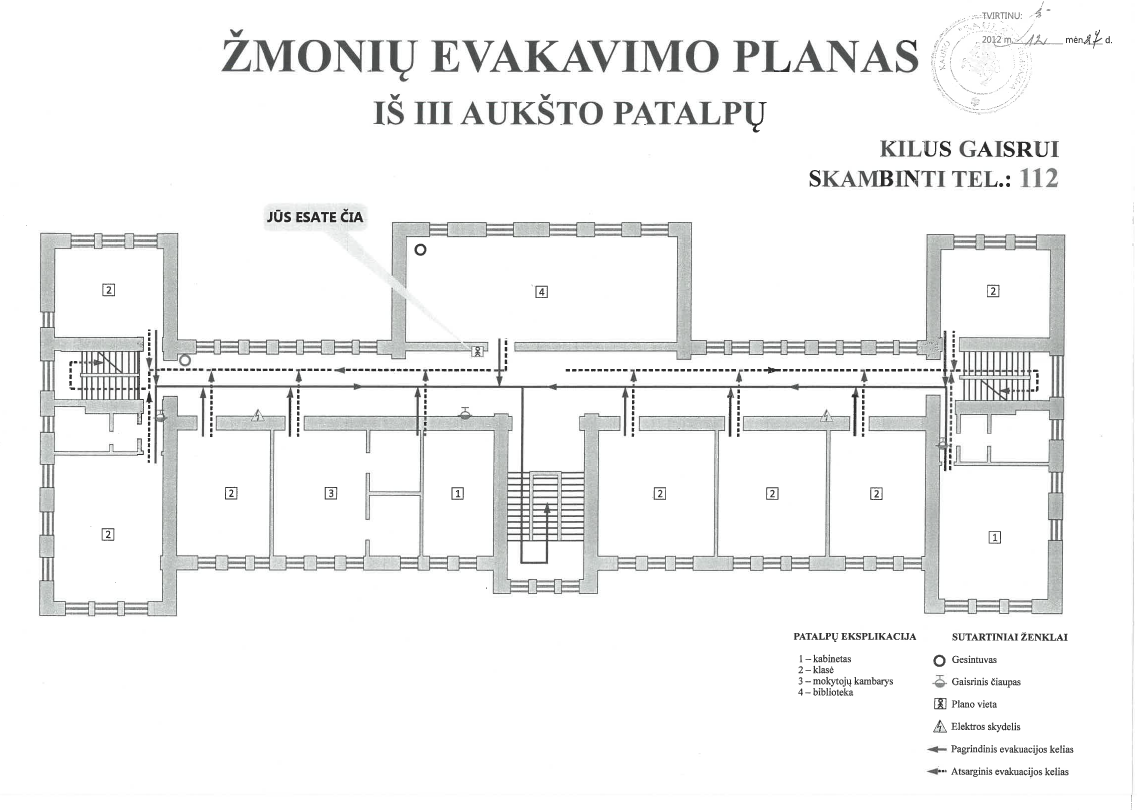 TVIRTINU:
2012 m. 12 mėn. 27 d.
ŽMONIŲ EVAKAVIMO PLANAS
IŠ III AUKŠTO PATALPŲ
KILUS GAISRUI
SKAMBINTI TEL.: 112
JŪS ESATE ČIA
2
4
2
2
3
1
2
2
2
2
1
PATALPŲ EKSPLIKACIJA
1 – kabinetas
2 – klasė
3 – mokytojų kambarys
4 – biblioteka
SUTARTINIAI ŽENKLAI
Gesintuvas
Gaisrinis čiaupas
Plano vieta
Elektros skydelis
Pagrindinis evakuacijos kelias
Atsarginis evakuacijos kelias